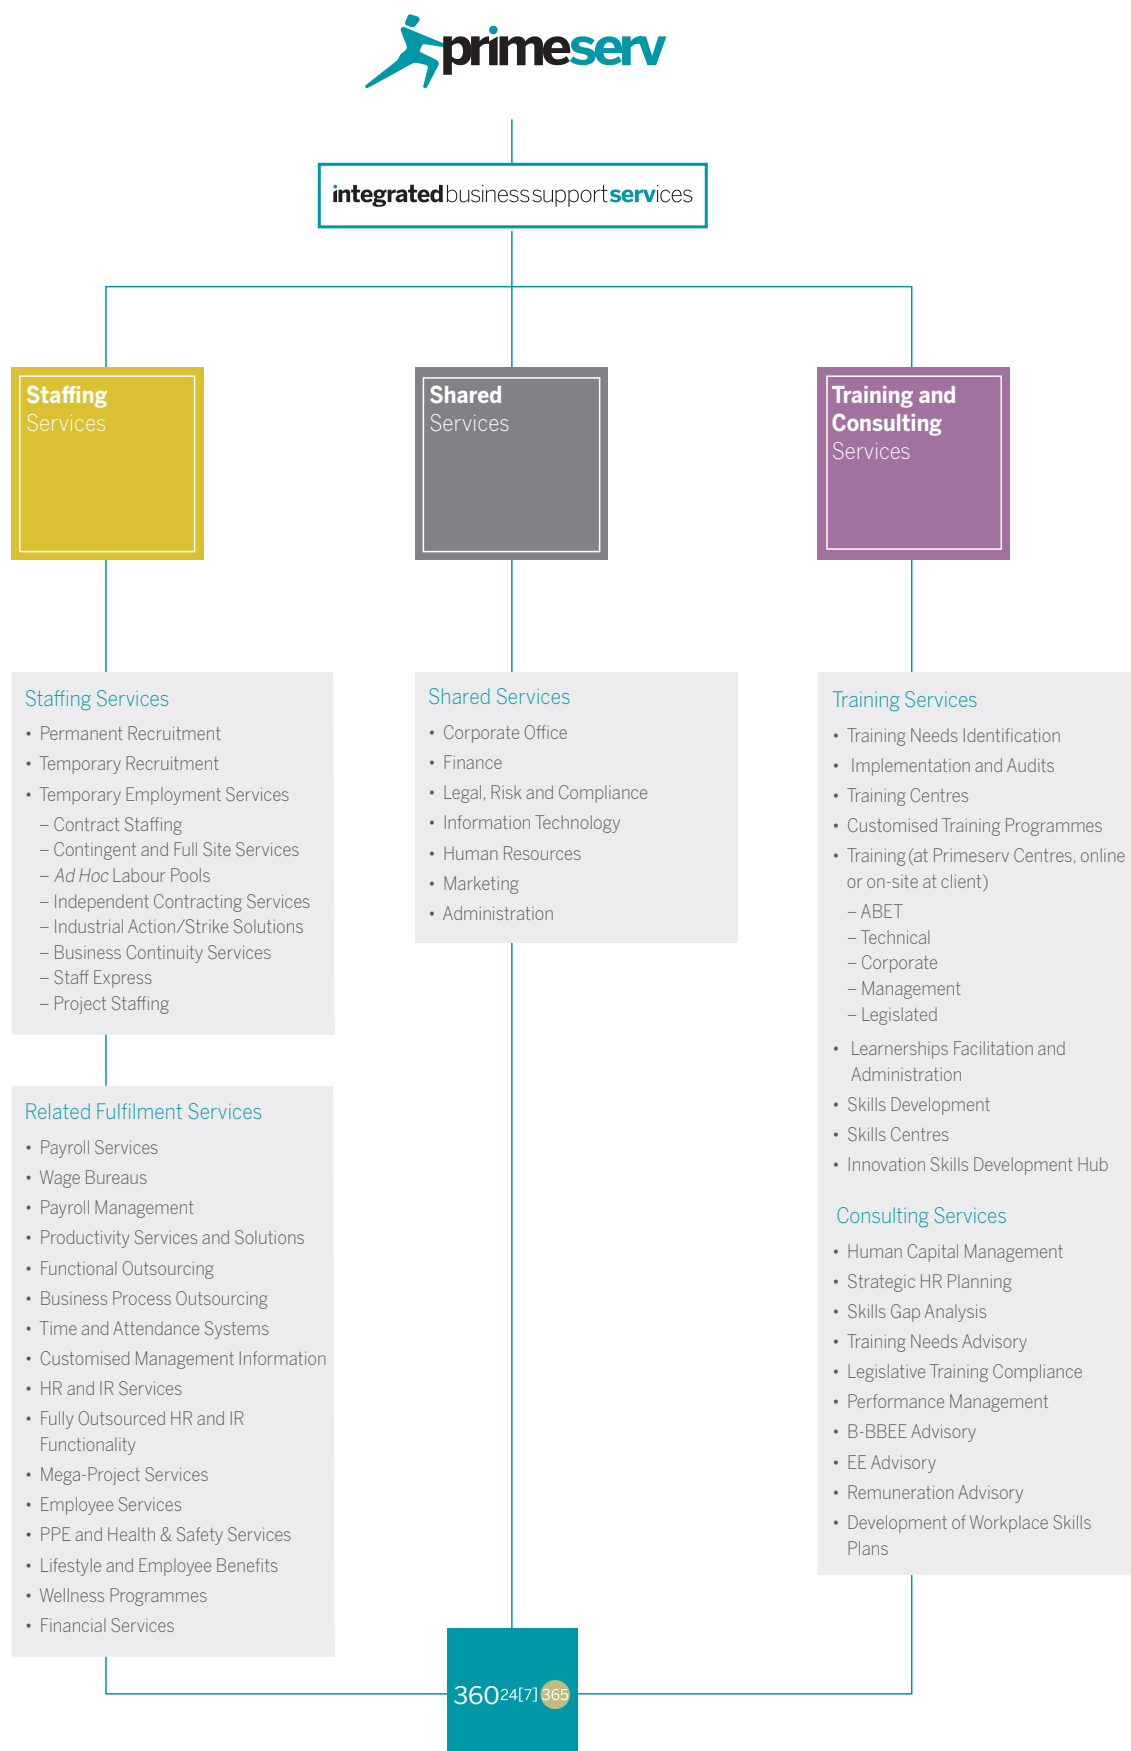 primeserv
integratedbusinesssupportservices
Staffing
Services
Shared
Services
Training and
Consulting
Services
Staffing Services
• Permanent Recruitment
• Temporary Recruitment
• Temporary Employment Services
– Contract Staffing
– Contingent and Full Site Services
– Ad Hoc Labour Pools
– Independent Contracting Services
– Industrial Action/Strike Solutions
– Business Continuity Services
– Staff Express
– Project Staffing
Related Fulfilment Services
• Payroll Services
• Wage Bureaus
• Payroll Management
• Productivity Services and Solutions
• Functional Outsourcing
• Business Process Outsourcing
• Time and Attendance Systems
• Customised Management Information
• HR and IR Services
• Fully Outsourced HR and IR
Functionality
• Mega-Project Services
• Employee Services
• PPE and Health & Safety Services
• Lifestyle and Employee Benefits
• Wellness Programmes
• Financial Services
Shared Services
• Corporate Office
• Finance
• Legal, Risk and Compliance
• Information Technology
• Human Resources
• Marketing
• Administration
Training Services
• Training Needs Identification
• Implementation and Audits
• Training Centres
• Customised Training Programmes
• Training (at Primeserv Centres, online
or on-site at client)
– ABET
– Technical
– Corporate
– Management
– Legislated
• Learnerships Facilitation and
Administration
• Skills Development
• Skills Centres
• Innovation Skills Development Hub
Consulting Services
• Human Capital Management
• Strategic HR Planning
• Skills Gap Analysis
• Training Needs Advisory
• Legislative Training Compliance
• Performance Management
• B-BBEE Advisory
• EE Advisory
• Remuneration Advisory
• Development of Workplace Skills
Plans
360 24[7] 365